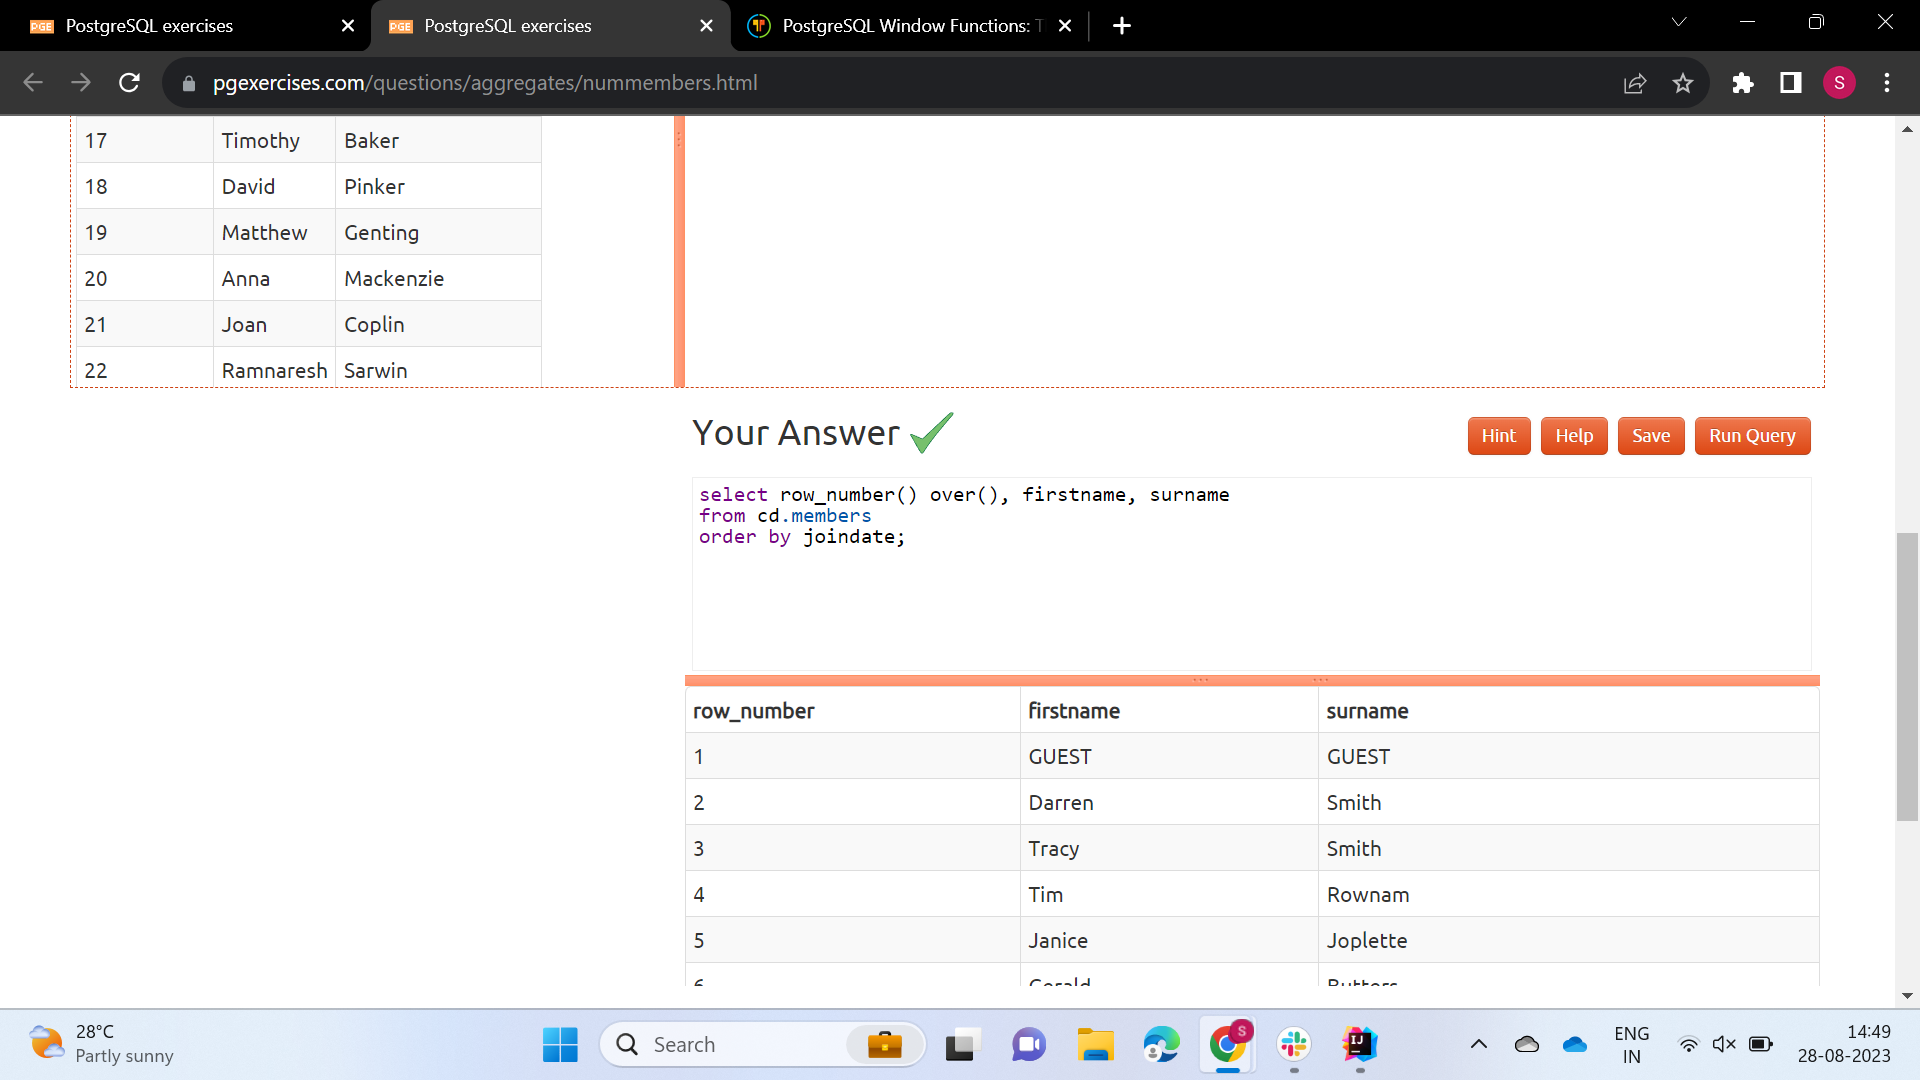 PGE PostgreSQL exercises
PGE PostgreSQL exercises
PostgreSQL Window Functions: T
pgexercises.com/questions/aggregates/nummembers.html
S
17 Timothy Baker
18 David Pinker
19 Matthew Genting
20 Anna Mackenzie
21 Joan Coplin
22 Ramnaresh Sarwin
Your Answer
Hint
Help
Save
Run Query
select row_number() over(), firstname, surname
from cd.members
order by joindate;
row_number firstname surname
1 GUEST GUEST
2 Darren Smith
3 Tracy Smith
4 Tim Rownam
5 Janice Joplette
6 Gerald Butters
28°C
Partly sunny
Search
S
IJ
ENG
IN
14:49
28-08-2023